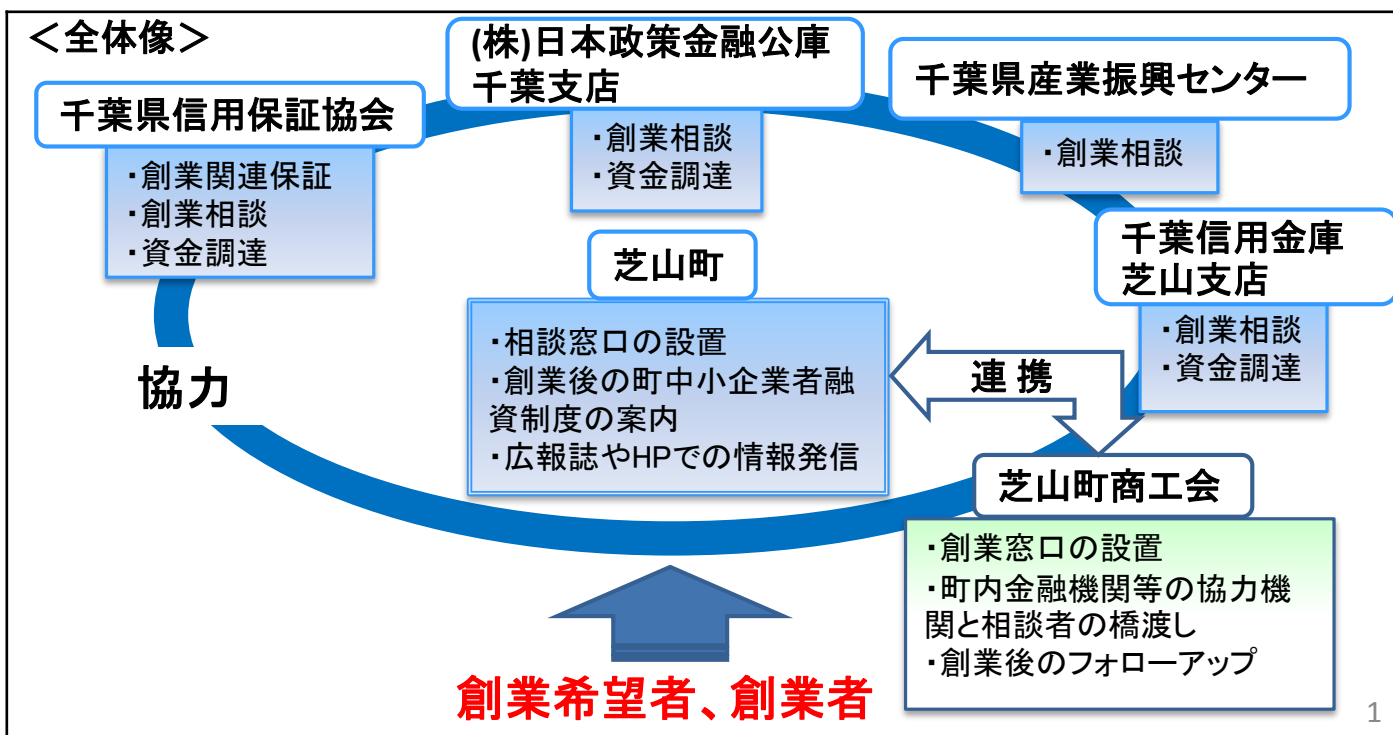 ＜全体像＞
(株)日本政策金融公庫
千葉支店
千葉県産業振興センター
千葉県信用保証協会
・創業関連保証
・創業相談
・資金調達
・創業相談
・資金調達
・創業相談
千葉信用金庫
芝山支店
・創業相談
・資金調達
芝山町
・相談窓口の設置
・創業後の町中小企業者融
資制度の案内
・広報誌やHPでの情報発信
連 携
協力
芝山町商工会
・創業窓口の設置
・町内金融機関等の協力機
関と相談者の橋渡し
・創業後のフォローアップ
創業希望者、創業者
1